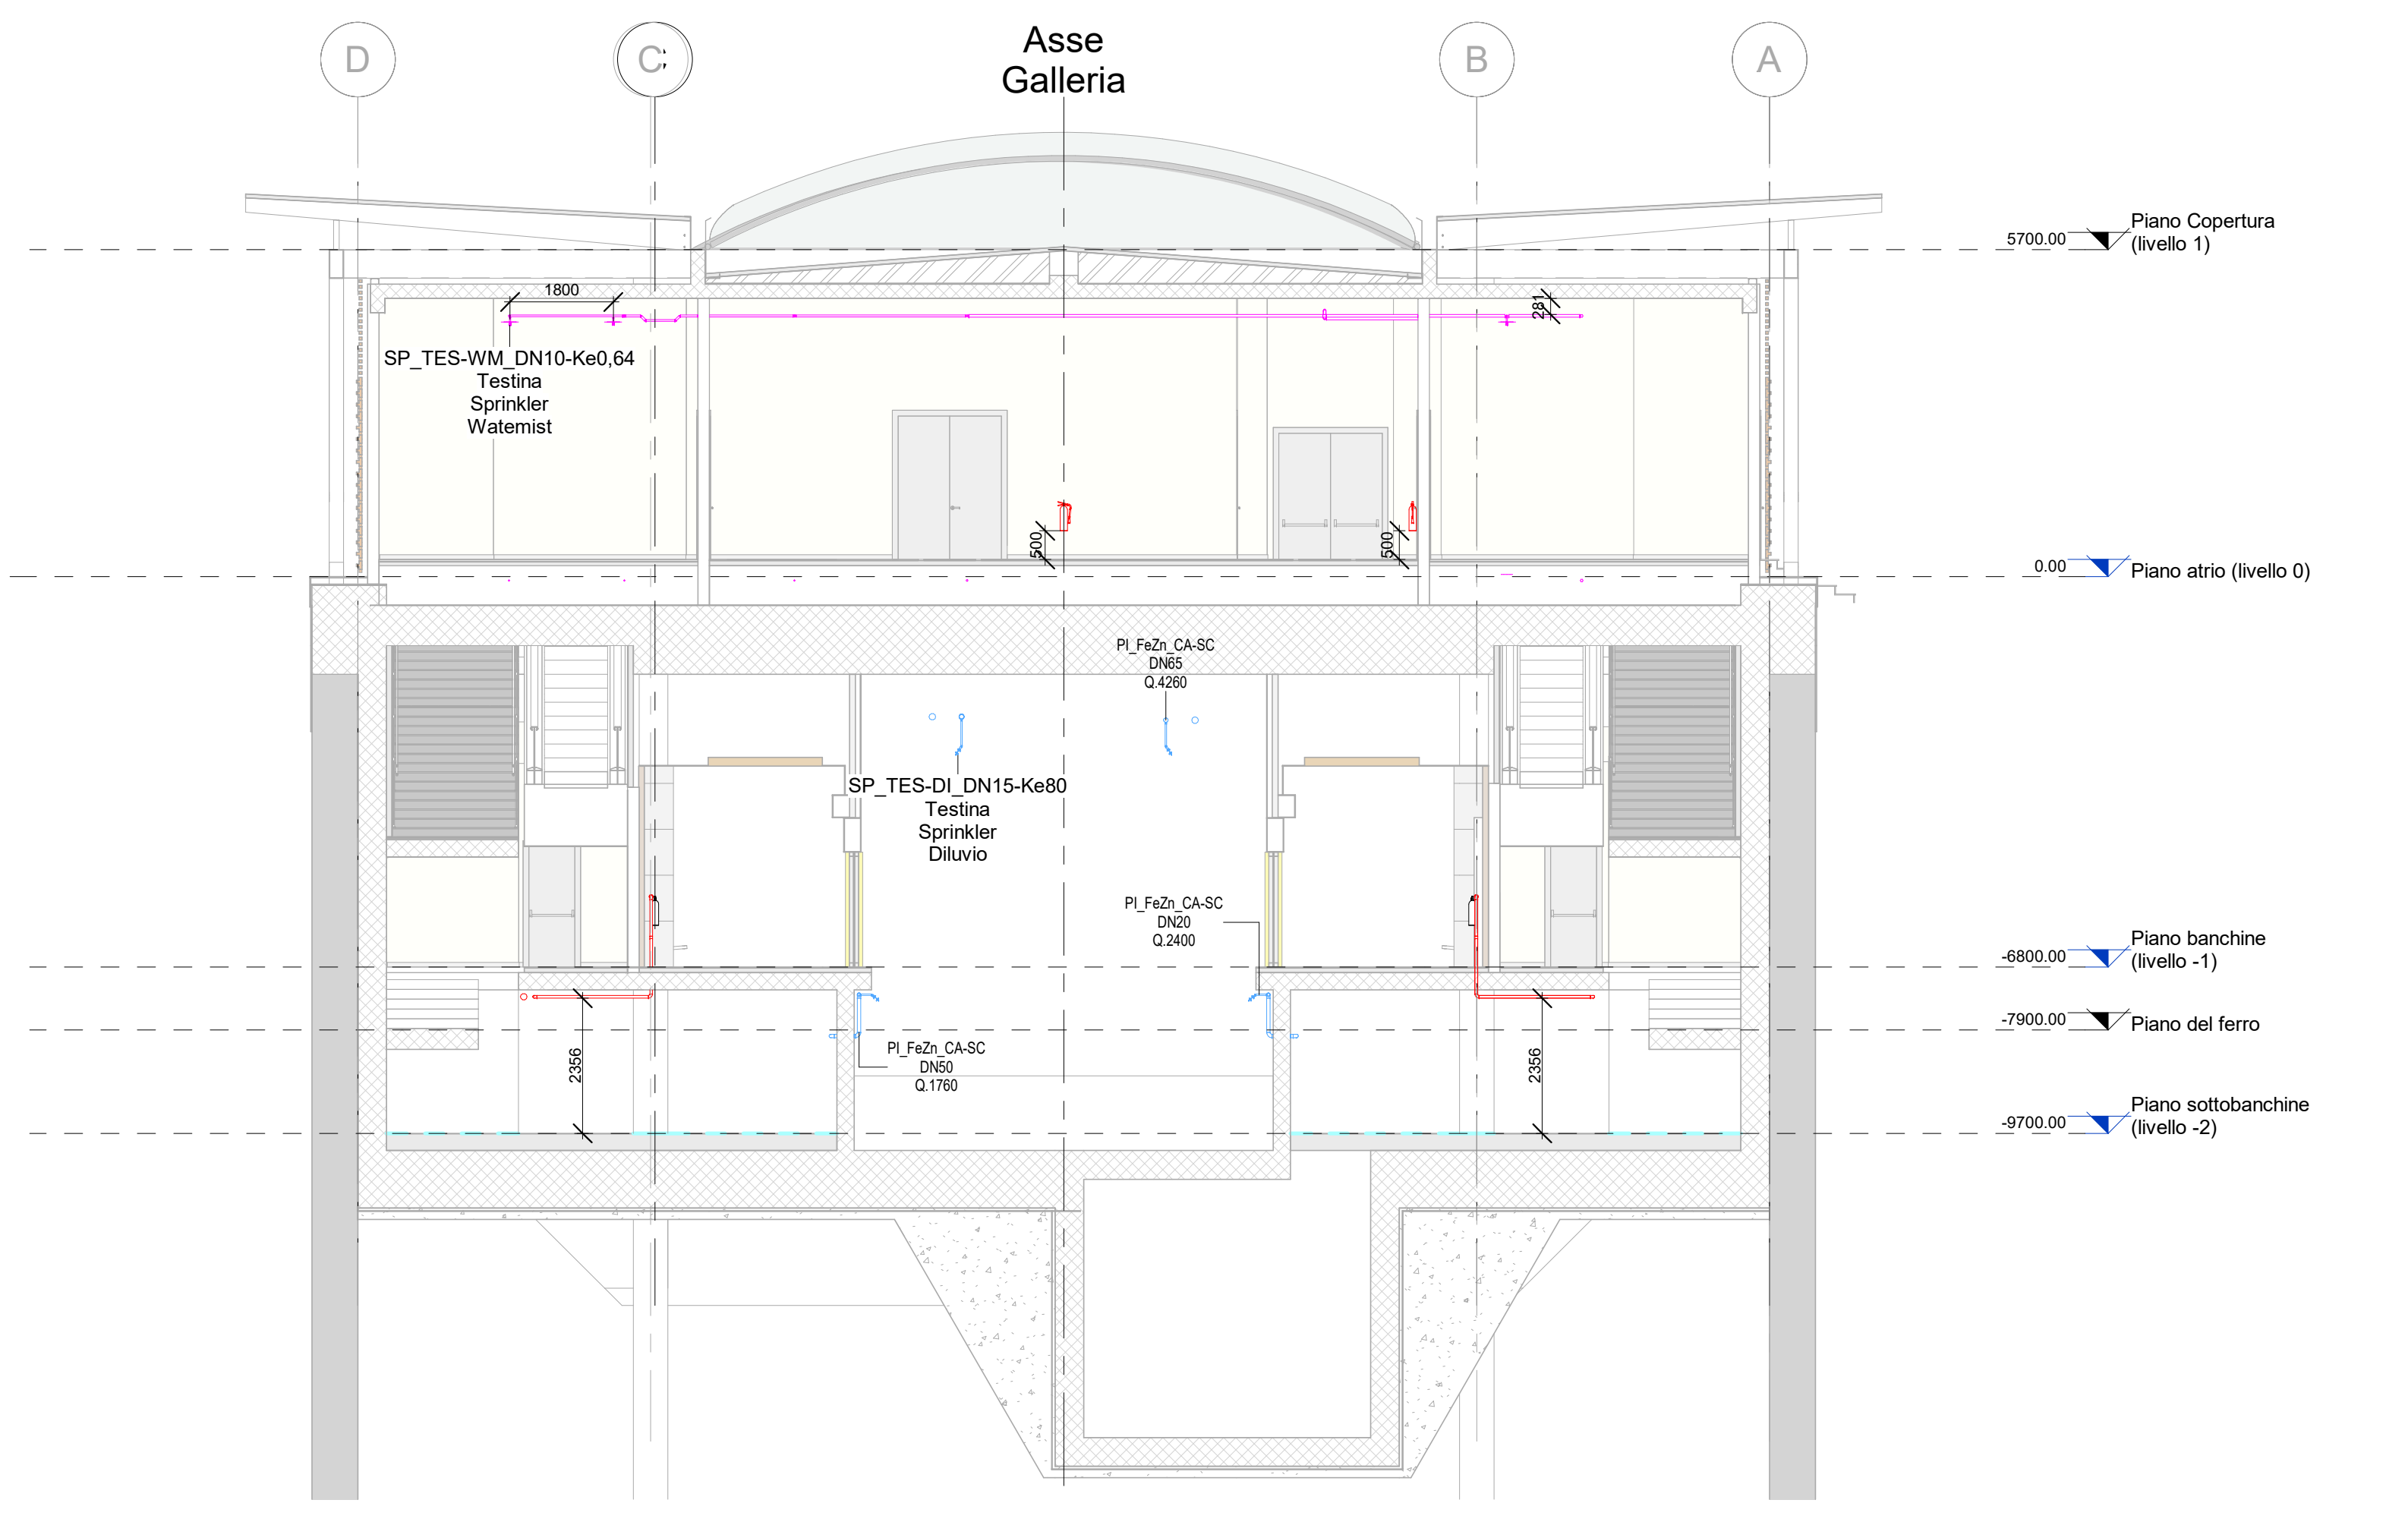 D
C
Asse
Galleria
B
A
Piano Copertura
(livello 1)
5700.00
1800
281
SP_TES-WM_DN10-Ke0,64
Testina
Sprinkler
Watemist
500
500
0.00
Piano atrio (livello 0)
PI_FeZn_CA-SC
DN65
Q.4260
SP_TES-DI_DN15-Ke80
Testina
Sprinkler
Diluvio
PI_FeZn_CA-SC
DN20
Q.2400
Piano banchine
(livello -1)
-6800.00
-7900.00
Piano del ferro
PI_FeZn_CA-SC
DN50
Q.1760
2356
2356
Piano sottobanchine
(livello -2)
-9700.00